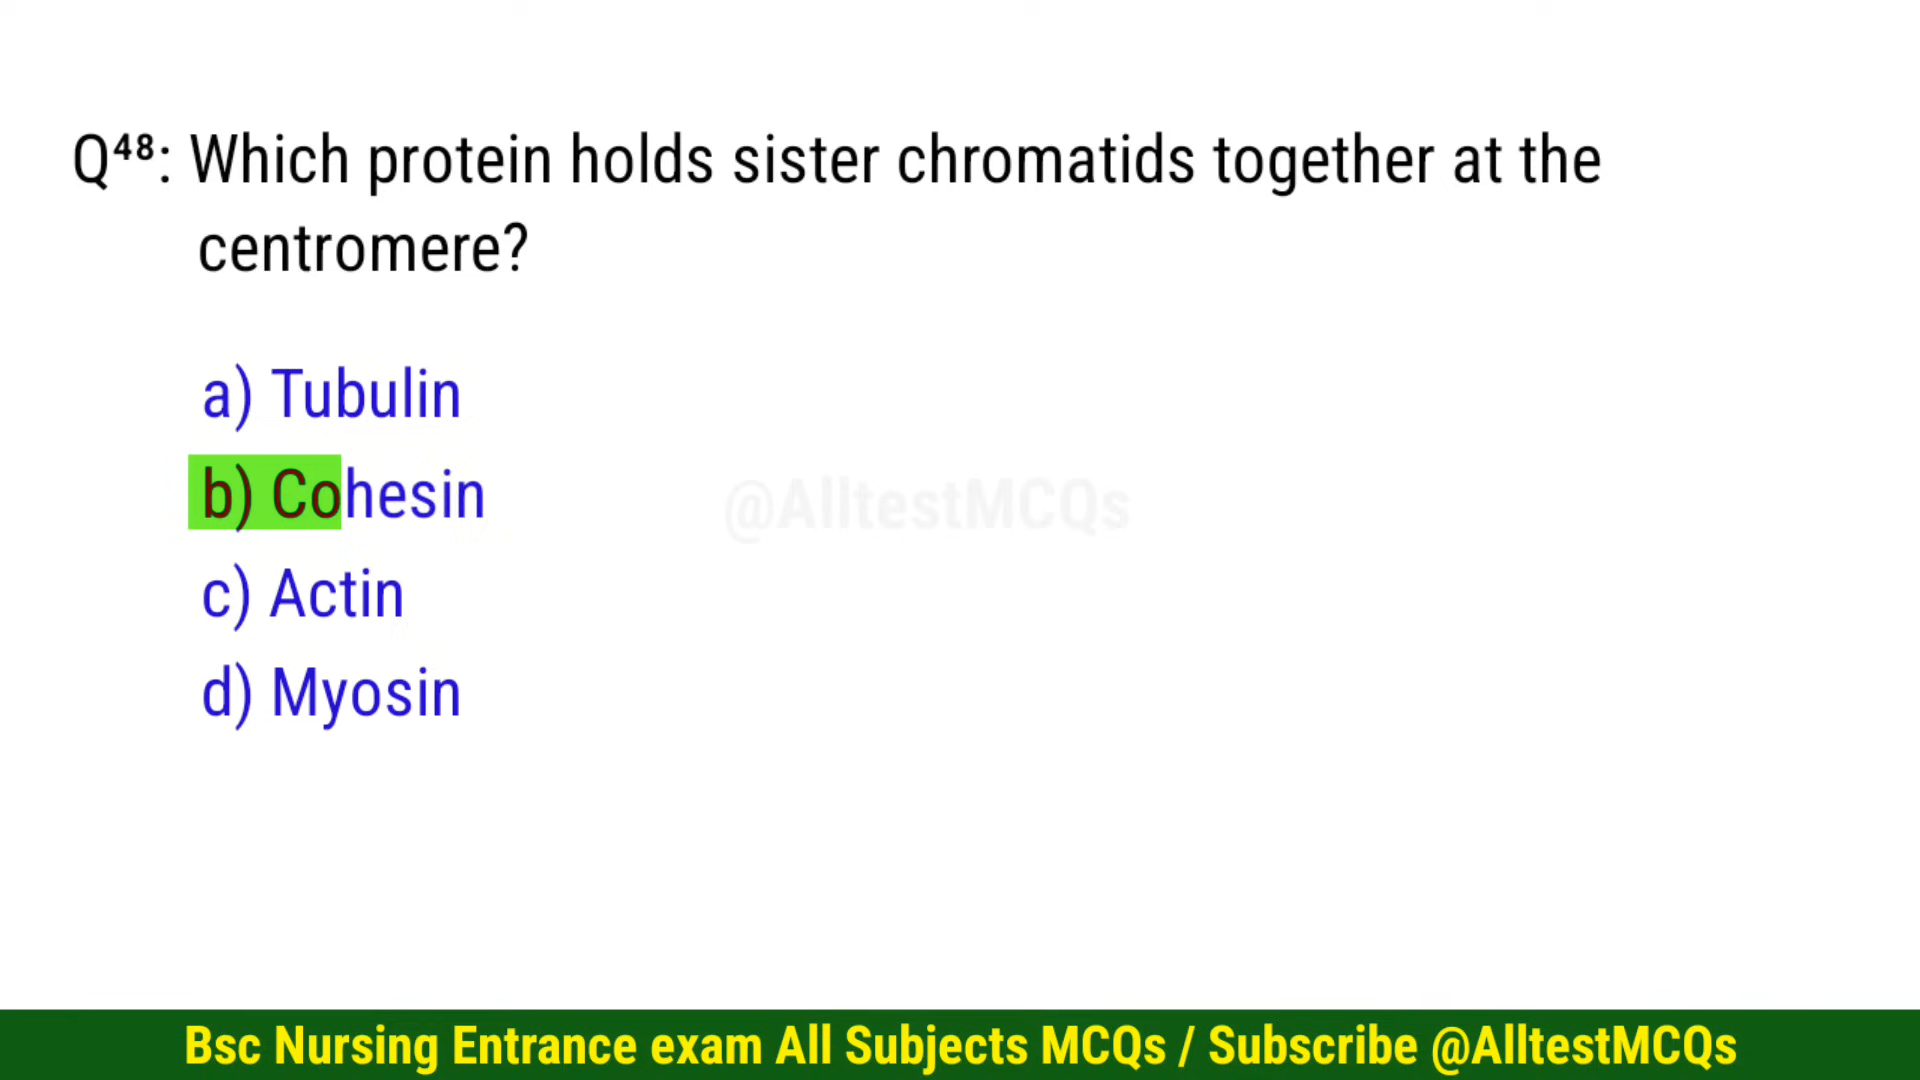 Q⁴⁸: Which protein holds sister chromatids together at the
centromere?
a) Tubulin
b) Cohesin
@AlltestMCQs
c) Actin
d) Myosin
Bsc Nursing Entrance exam All Subjects MCQs / Subscribe @AlltestMCQs